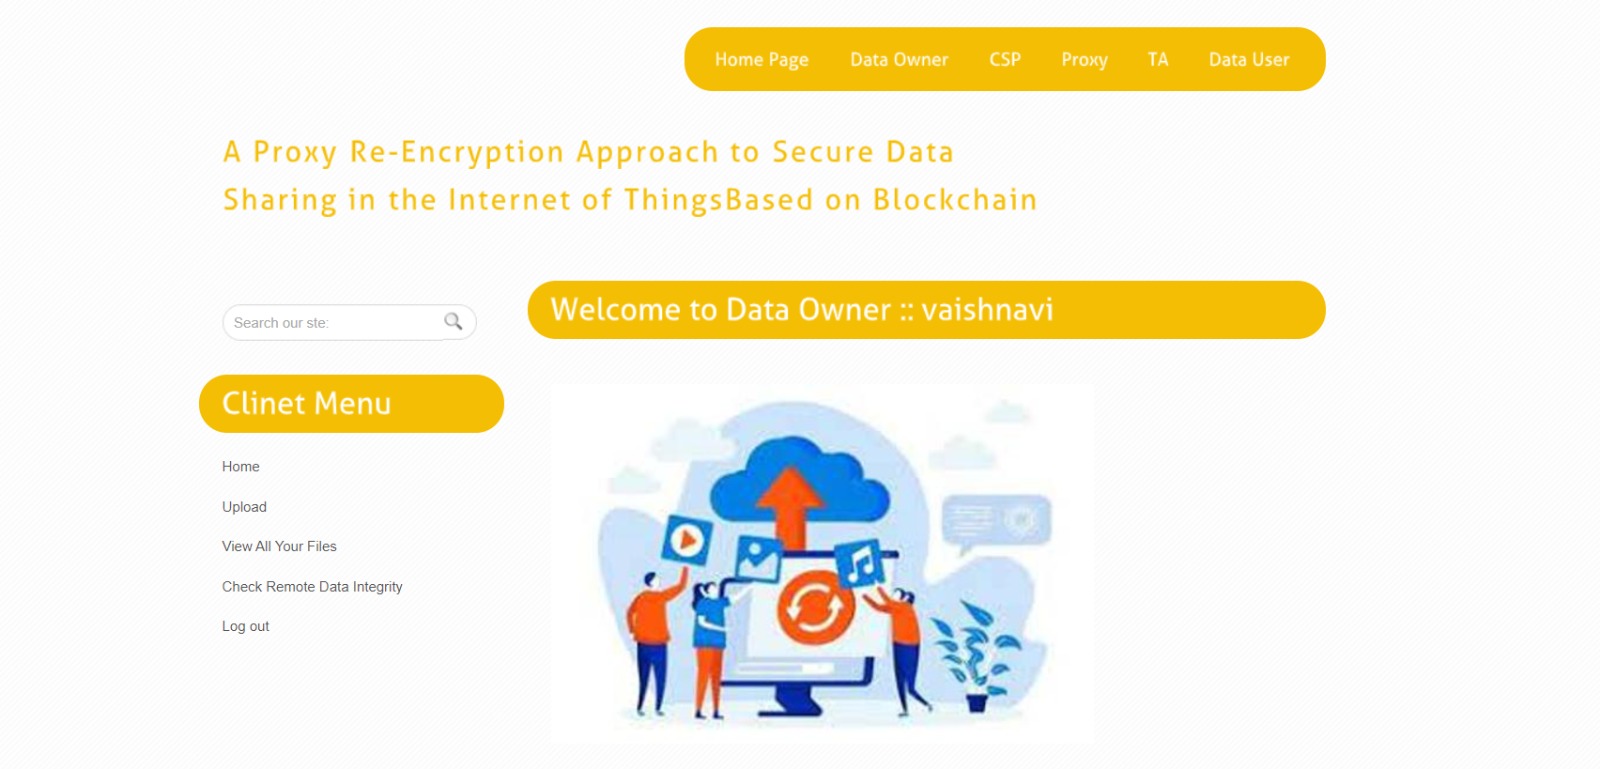 Home Page Data Owner CSP Proxy TA Data User
A Proxy Re-Encryption Approach to Secure Data
Sharing in the Internet of ThingsBased on Blockchain
Search our ste:
Welcome to Data Owner :: vaishnavi
Clinet Menu
Home
Upload
View All Your Files
Check Remote Data Integrity
Log out